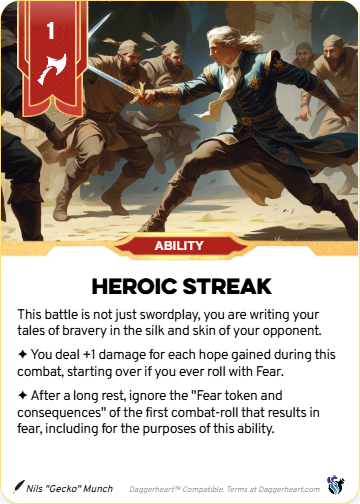 1
ABILITY
HEROIC STREAK
This battle is not just swordplay, you are writing your
tales of bravery in the silk and skin of your opponent.
✦ You deal +1 damage for each hope gained during this
combat, starting over if you ever roll with Fear.
✦ After a long rest, ignore the "Fear token and
consequences" of the first combat-roll that results in
fear, including for the purposes of this ability.
Nils "Gecko" Munch
Daggerheart™ Compatible. Terms at Daggerheart.com